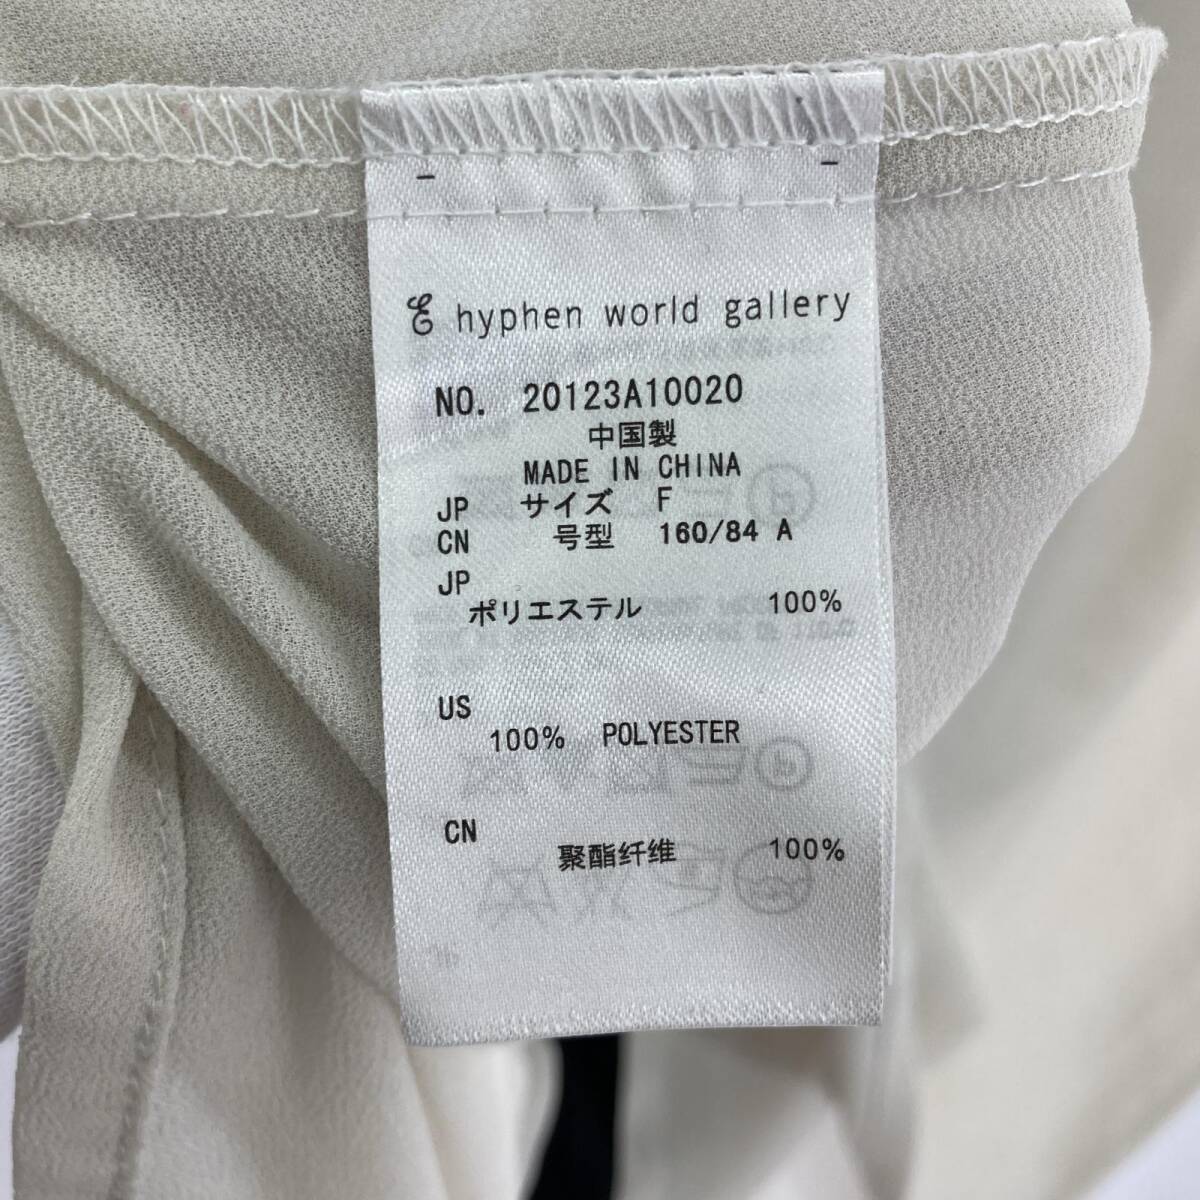 E hyphen world gallery
NO. 20123A10020
中国製
MADE IN CHINA
JP サイズ F
CN 号型 160/84 A
JP
ポリエステル 100%
US
100% POLYESTER
CN
聚酯纤维 100%